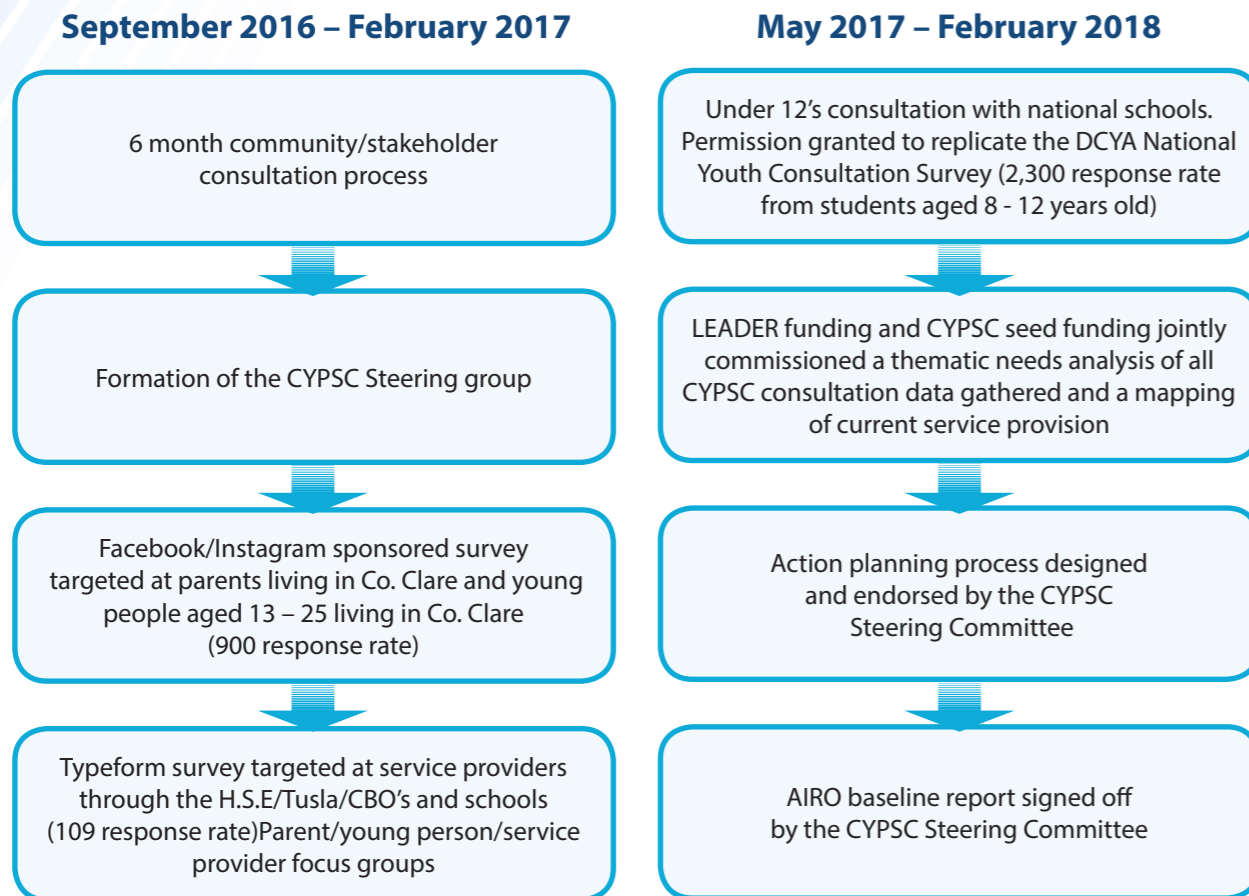 September 2016 – February 2017
6 month community/stakeholder
consultation process
Formation of the CYPSC Steering group
Facebook/Instagram sponsored survey
targeted at parents living in Co. Clare and young
people aged 13 – 25 living in Co. Clare
(900 response rate)
Typeform survey targeted at service providers
through the H.S.E/Tusla/CBO's and schools
(109 response rate)Parent/young person/service
provider focus groups
May 2017 – February 2018
Under 12's consultation with national schools.
Permission granted to replicate the DCYA National
Youth Consultation Survey (2,300 response rate
from students aged 8 - 12 years old)
LEADER funding and CYPSC seed funding jointly
commissioned a thematic needs analysis of all
CYPSC consultation data gathered and a mapping
of current service provision
Action planning process designed
and endorsed by the CYPSC
Steering Committee
AIRO baseline report signed off
by the CYPSC Steering Committee